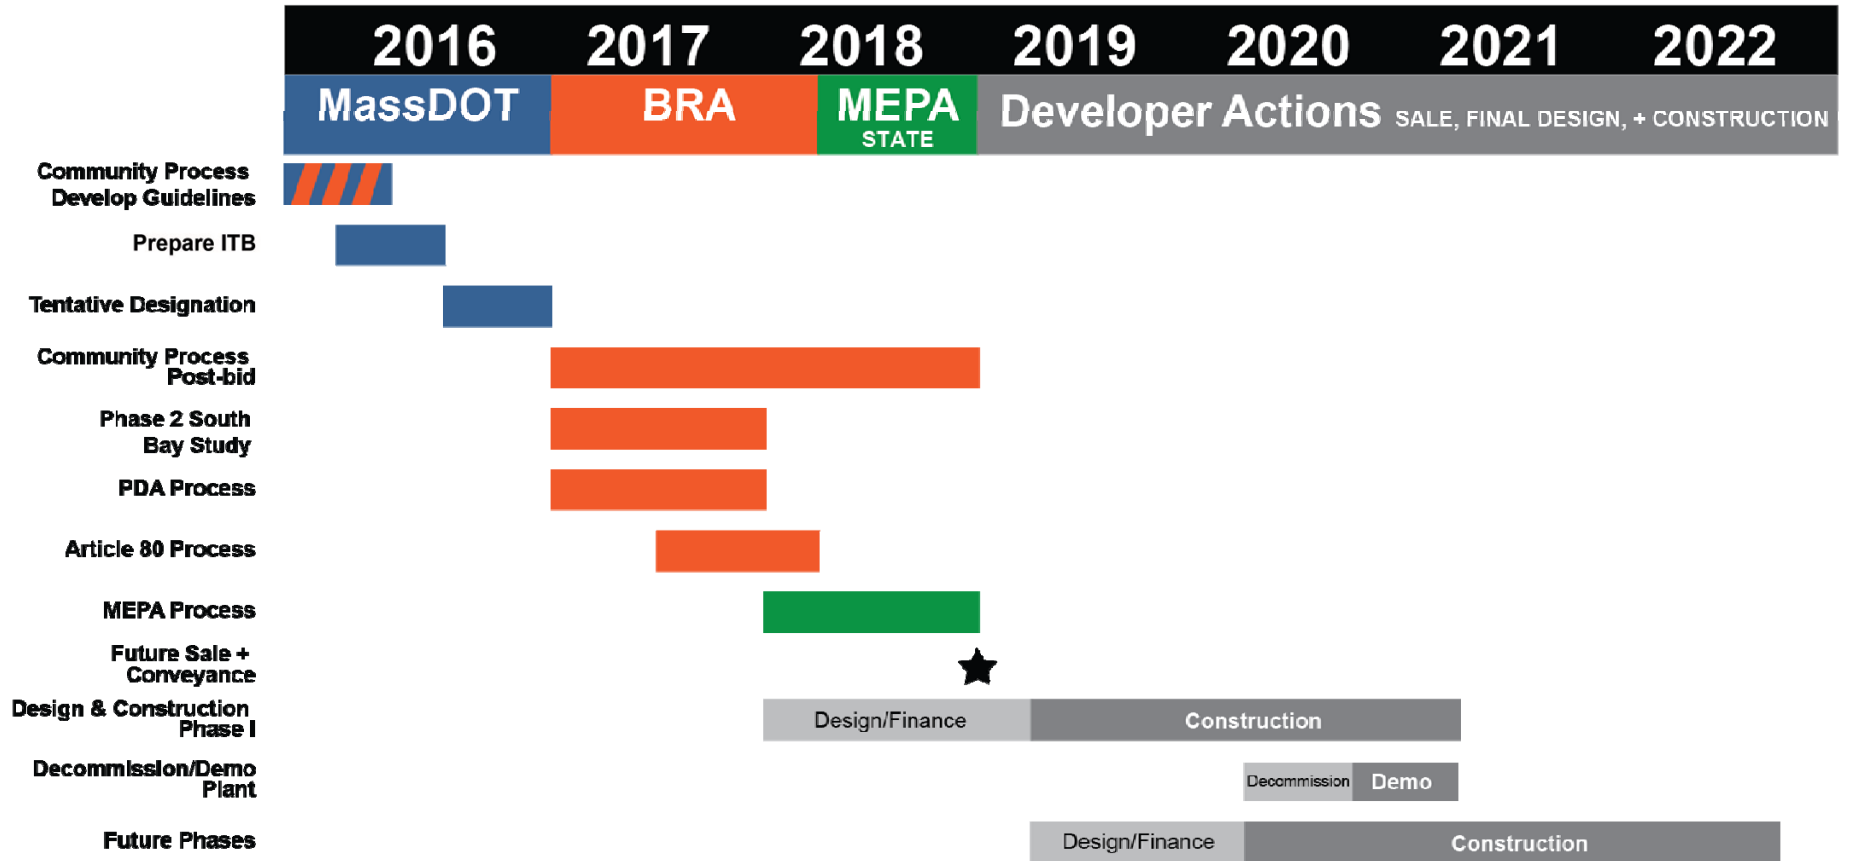 2016 2017 2018 2019 2020 2021 2022
MassDOT BRA MEPA Developer Actions SALE, FINAL DESIGN, + CONSTRUCTION
STATE
Community Process
Develop Guidelines
Prepare ITB
Tentative Designation
Community Process
Post-bid
Phase 2 South
Bay Study
PDA Process
Article 80 Process
MEPA Process
Future Sale +
Conveyance
Design & Construction
Phase I
Design/Finance Construction
Decommission/Demo
Plant
Decommission Demo
Future Phases Design/Finance Construction